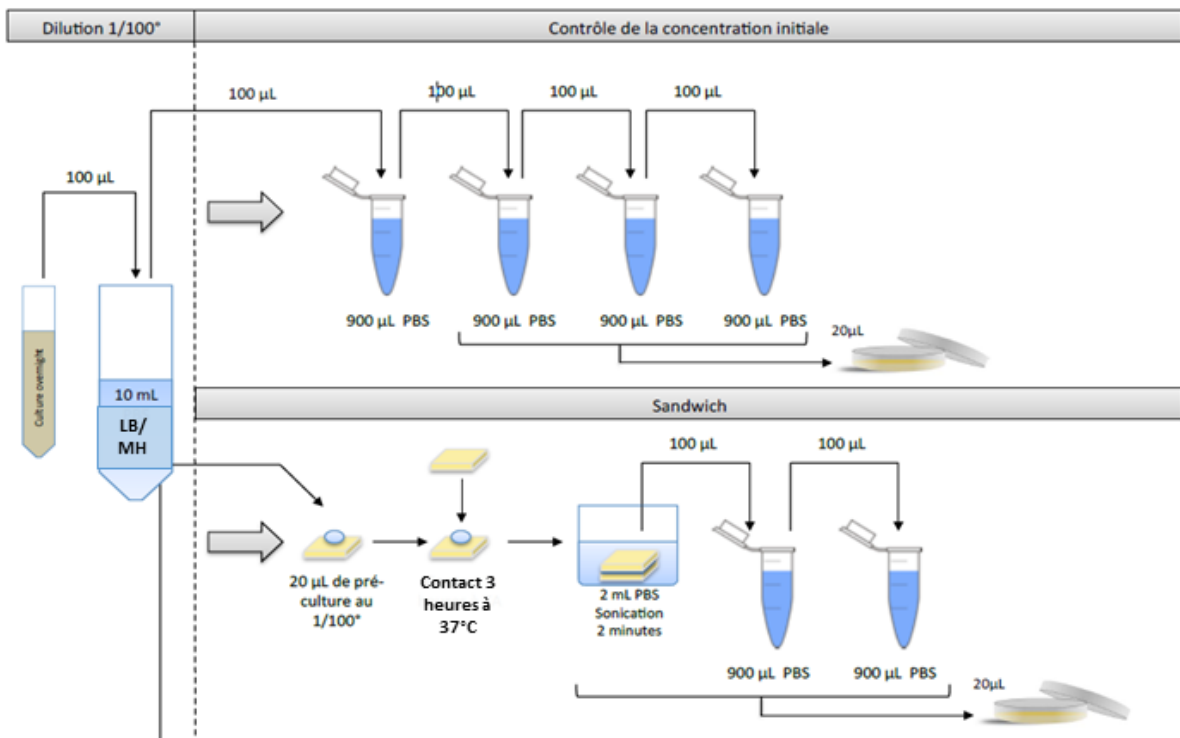 Dilution 1/100°
Contrôle de la concentration initiale
100 µL
100 µL
100 µL
100 µL
100 µL
900 µL PBS
900 µL PBS
900 µL PBS
900 µL PBS
20µL
Culture overnight
10 mL
LB/
MH
Sandwich
100 µL
100 µL
20 µL de pré-
culture au
1/100°
Contact 3
heures à
37°C
2 mL PBS
Sonication
2 minutes
900 µL PBS
900 µL PBS
20µL